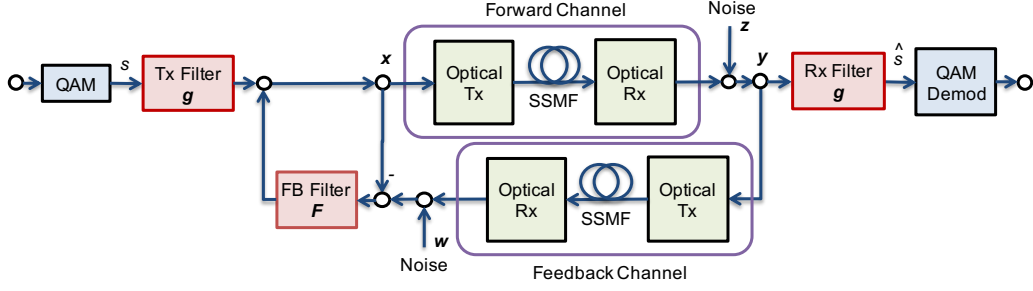 Forward Channel
Noise
z
QAM
s
Tx Filter
g
x
Optical
Tx
SSMF
Optical
Rx
y
Rx Filter
g
^
s
QAM
Demod
FB Filter
F
-
Optical
Rx
SSMF
Optical
Tx
w
Noise
Feedback Channel